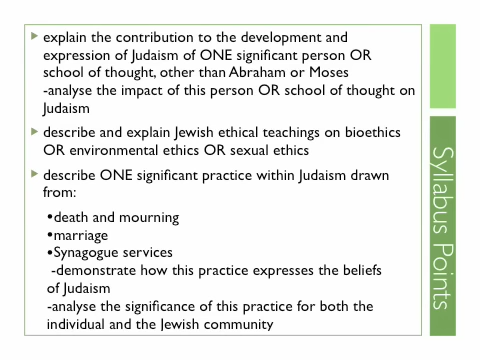 explain the contribution to the development and
expression of Judaism of ONE significant person OR
school of thought, other than Abraham or Moses
-analyse the impact of this person OR school of thought on
Judaism
describe and explain Jewish ethical teachings on bioethics
OR environmental ethics OR sexual ethics
describe ONE significant practice within Judaism drawn
from:
•death and mourning
•marriage
•Synagogue services
-demonstrate how this practice expresses the beliefs
of Judaism
-analyse the significance of this practice for both the
individual and the Jewish community
Syllabus Points